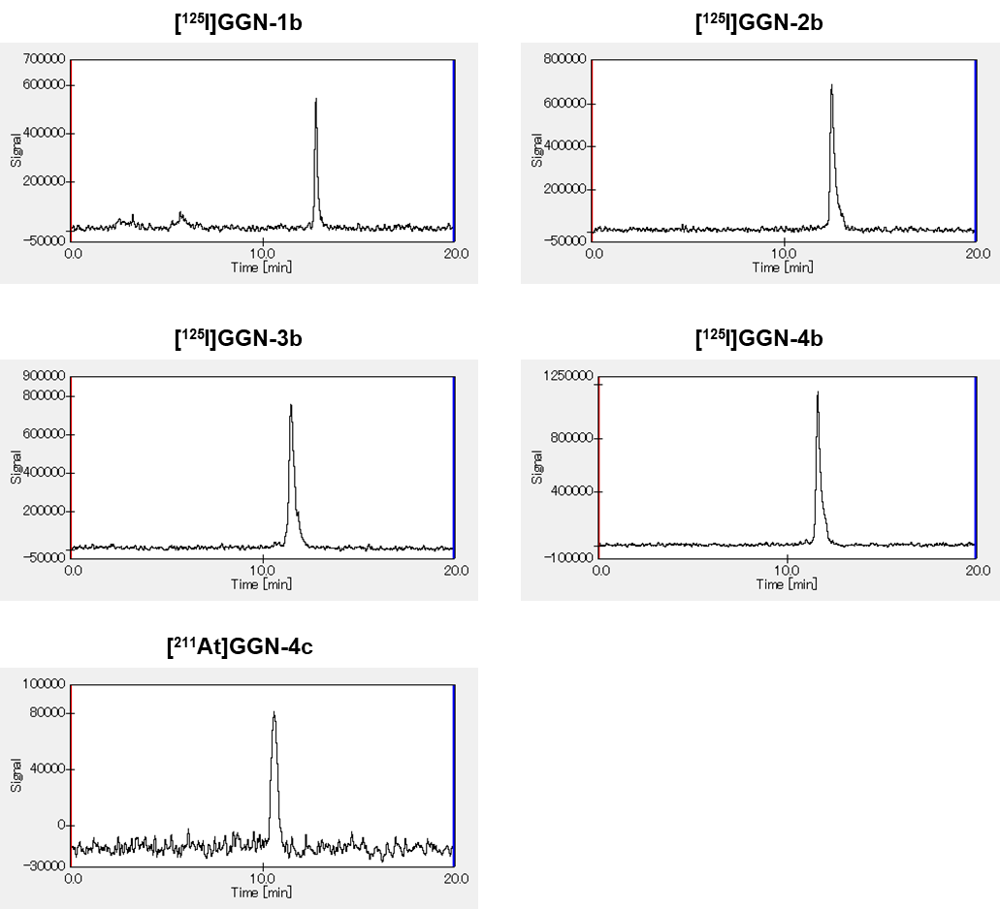 [¹²⁵I]GGN-1b
700000
600000
400000
200000
-50000
Signal
0.0
10.0
20.0
Time [min]
[¹²⁵I]GGN-2b
800000
600000
400000
200000
-50000
Signal
0.0
10.0
20.0
Time [min]
[¹²⁵I]GGN-3b
900000
800000
600000
400000
200000
-50000
Signal
0.0
10.0
20.0
Time [min]
[¹²⁵I]GGN-4b
1250000
800000
400000
-100000
Signal
0.0
10.0
20.0
Time [min]
[²¹¹At]GGN-4c
100000
80000
40000
0
-30000
Signal
0.0
10.0
20.0
Time [min]